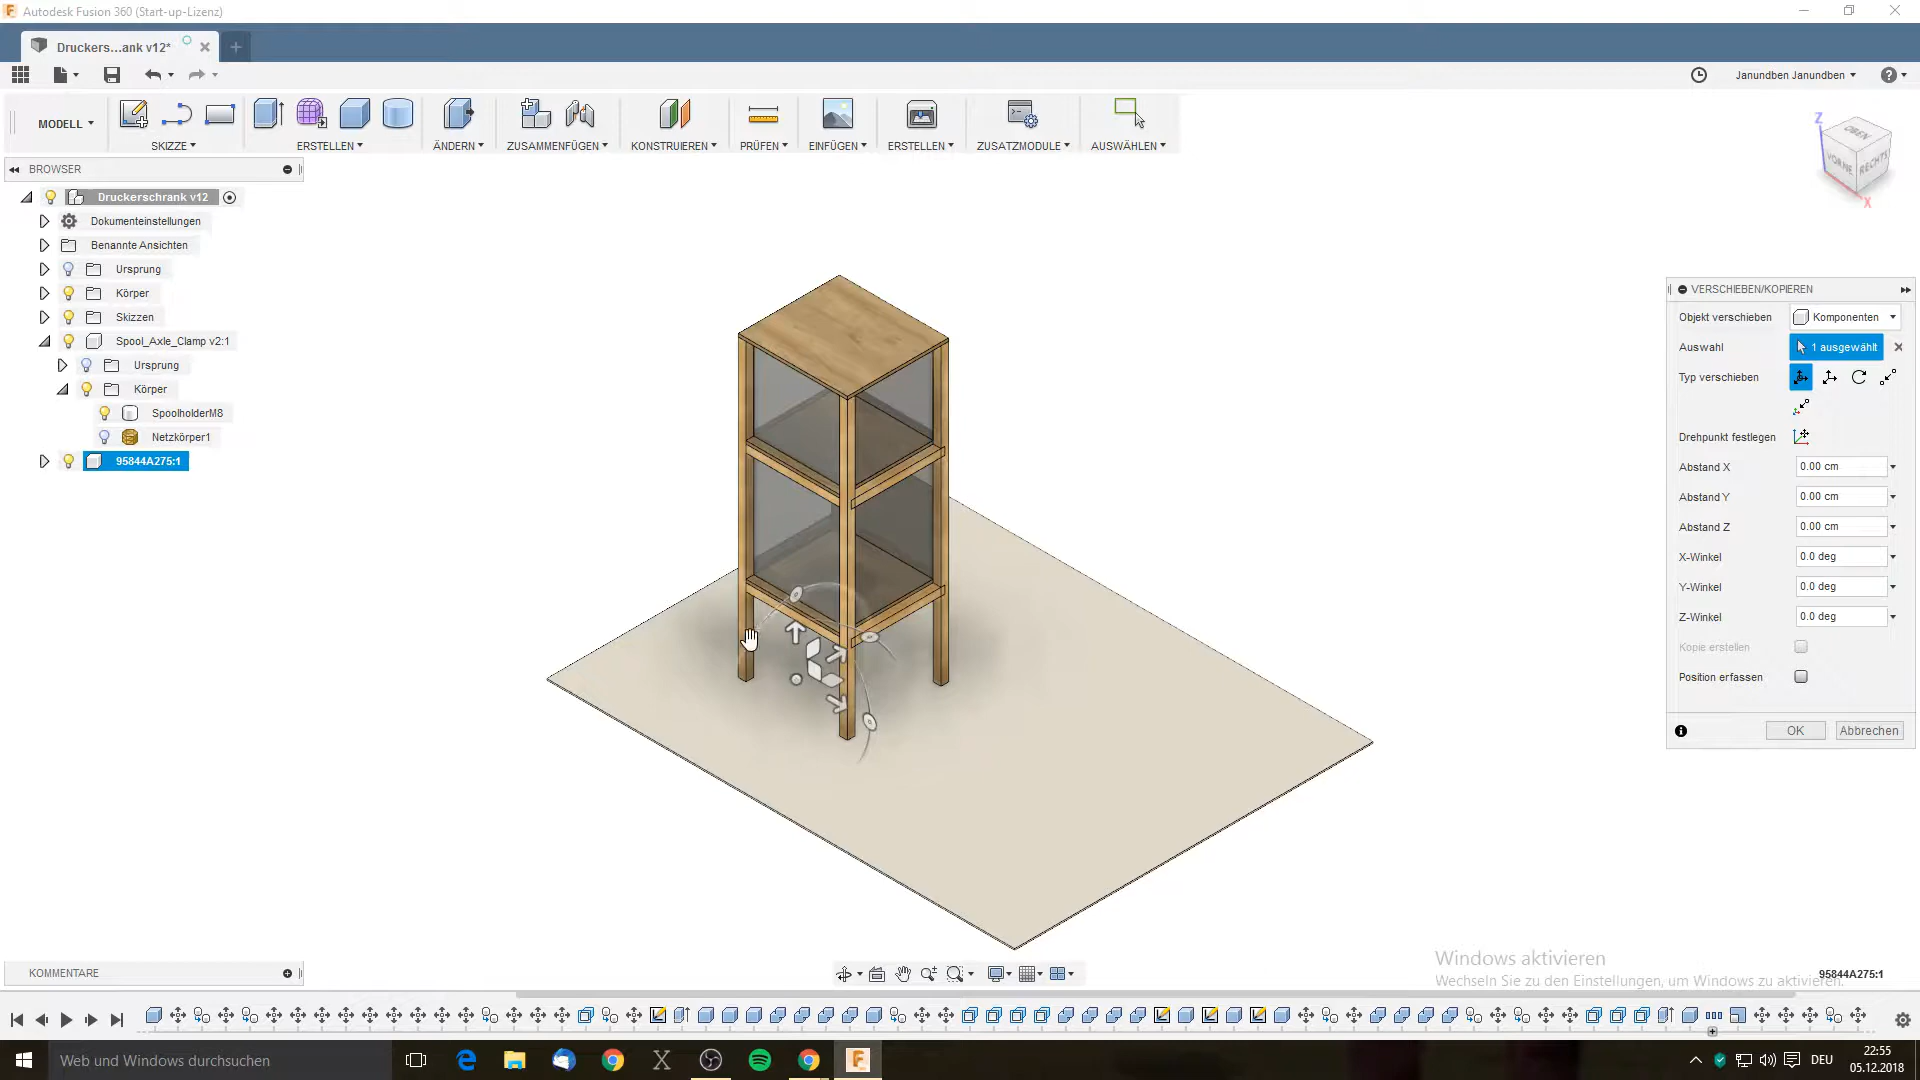 Autodesk Fusion 360 (Start-up-Lizenz)
Druckers...ank v12*
Janundben Janundben
MODELL
SKIZZE
ERSTELLEN
ÄNDERN
ZUSAMMENFÜGEN
KONSTRUIEREN
PRÜFEN
EINFÜGEN
ERSTELLEN
ZUSATZMODULE
AUSWÄHLEN
Z
OBEN
VORNE
RECHTS
X
BROWSER
Druckerschrank v12
Dokumenteinstellungen
Benannte Ansichten
Ursprung
Körper
Skizzen
Spool_Axle_Clamp v2:1
Ursprung
Körper
SpoolholderM8
Netzkörper1
95844A275:1
VERSCHIEBEN/KOPIEREN
Objekt verschieben Komponenten
Auswahl 1 ausgewählt
Typ verschieben
Drehpunkt festlegen
Abstand X 0.00 cm
Abstand Y 0.00 cm
Abstand Z 0.00 cm
X-Winkel 0.0 deg
Y-Winkel 0.0 deg
Z-Winkel 0.0 deg
Kopie erstellen
Position erfassen
OK Abbrechen
Windows aktivieren
Wechseln Sie zu den Einstellungen, um Windows zu aktivieren.
95844A275:1
KOMMENTARE
Web und Windows durchsuchen
DEU
22:55
05.12.2018